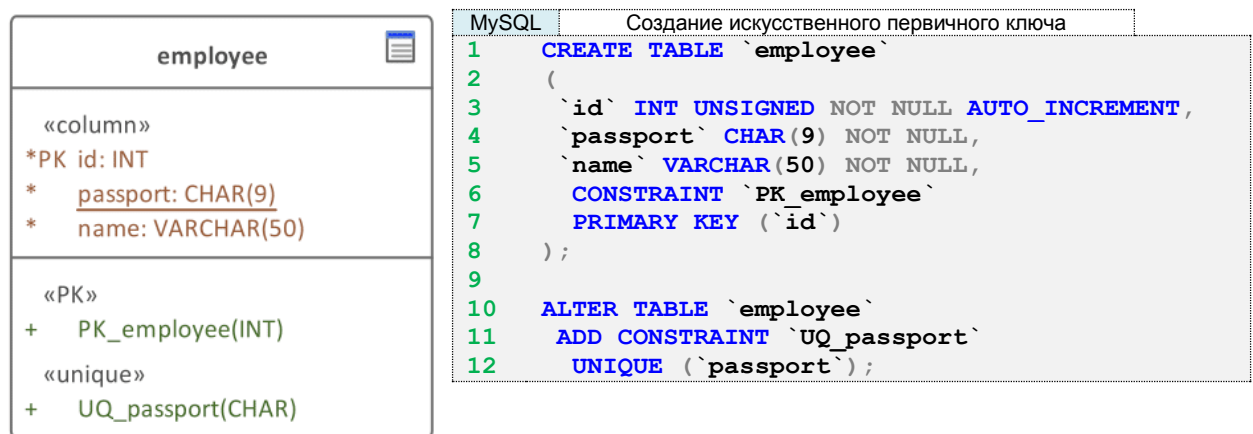 employee
«column»
*PK id: INT
* passport: CHAR(9)
* name: VARCHAR(50)
«PK»
+ PK_employee(INT)
«unique»
+ UQ_passport(CHAR)
MySQL Создание искусственного первичного ключа
1 CREATE TABLE `employee`
2 (
3 `id` INT UNSIGNED NOT NULL AUTO_INCREMENT,
4 `passport` CHAR(9) NOT NULL,
5 `name` VARCHAR(50) NOT NULL,
6 CONSTRAINT `PK_employee`
7 PRIMARY KEY (`id`)
8 );
9
10 ALTER TABLE `employee`
11 ADD CONSTRAINT `UQ_passport`
12 UNIQUE (`passport`);